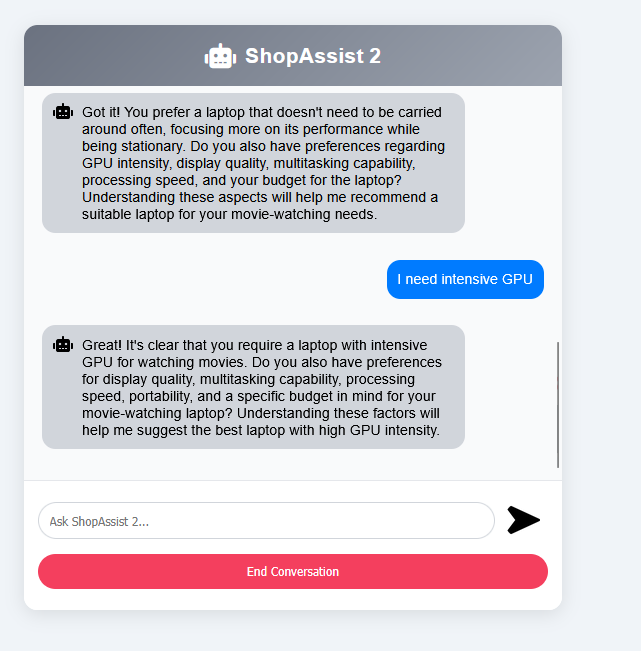 ShopAssist 2
Got it! You prefer a laptop that doesn't need to be carried
around often, focusing more on its performance while
being stationary. Do you also have preferences regarding
GPU intensity, display quality, multitasking capability,
processing speed, and your budget for the laptop?
Understanding these aspects will help me recommend a
suitable laptop for your movie-watching needs.
I need intensive GPU
Great! It's clear that you require a laptop with intensive
GPU for watching movies. Do you also have preferences
for display quality, multitasking capability, processing
speed, portability, and a specific budget in mind for your
movie-watching laptop? Understanding these factors will
help me suggest the best laptop with high GPU intensity.
Ask ShopAssist 2...
End Conversation